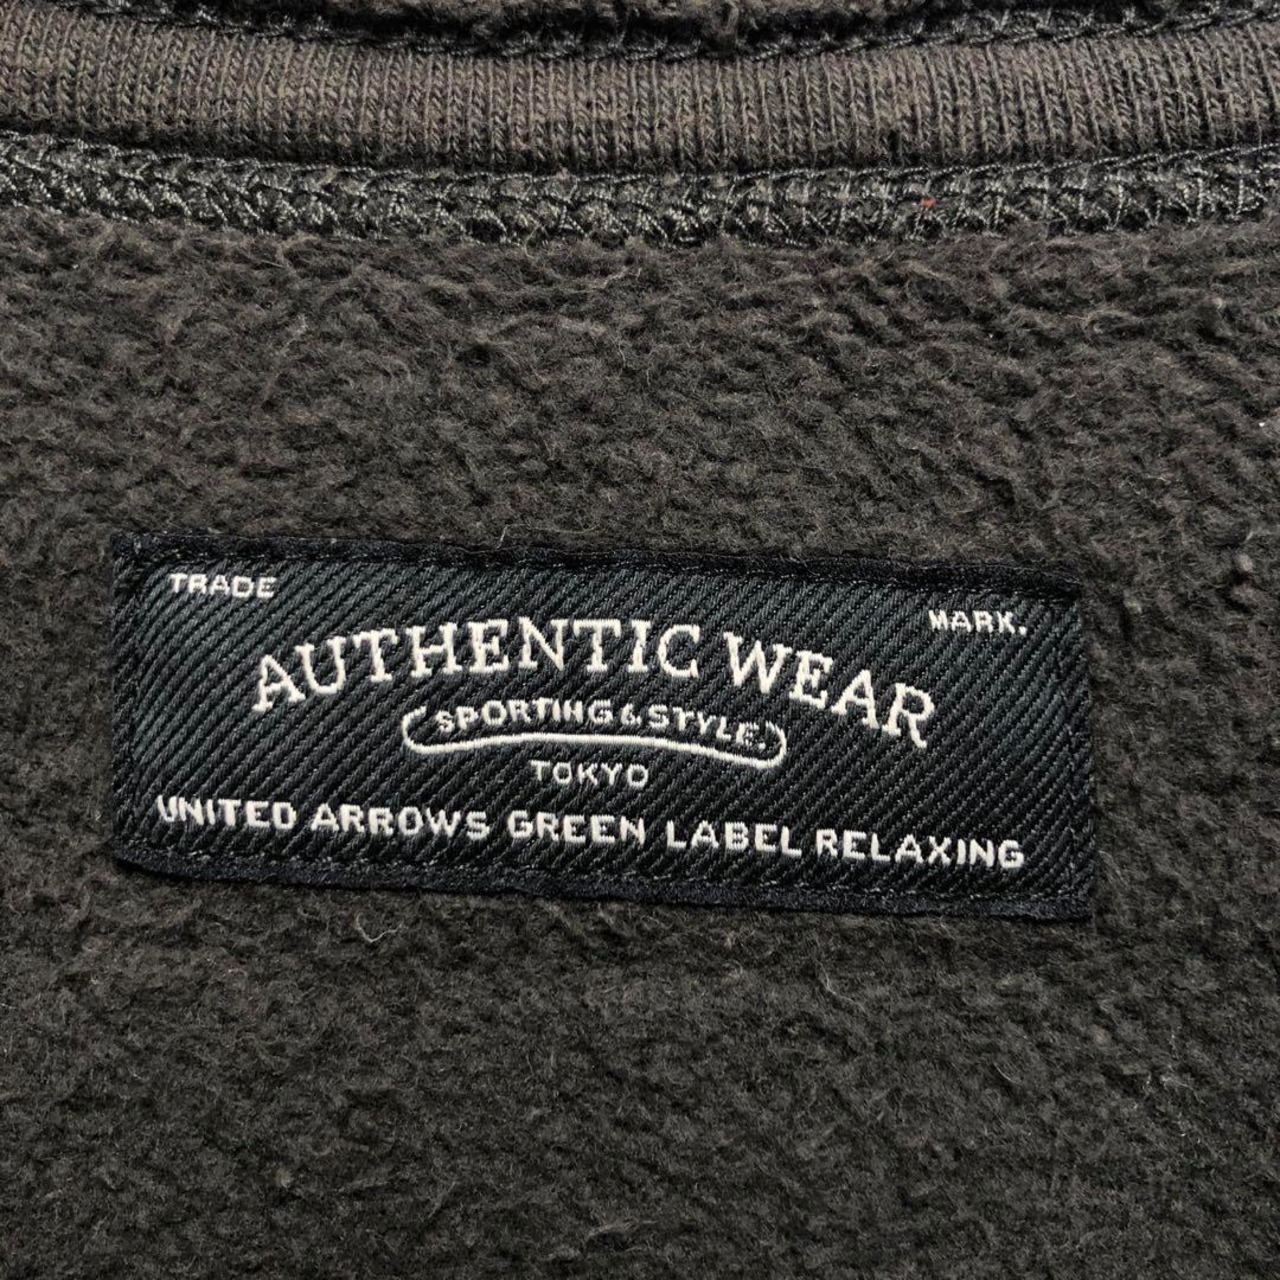 TRADE MARK.
AUTHENTIC WEAR
SPORTING & STYLE.
TOKYO
UNITED ARROWS GREEN LABEL RELAXING